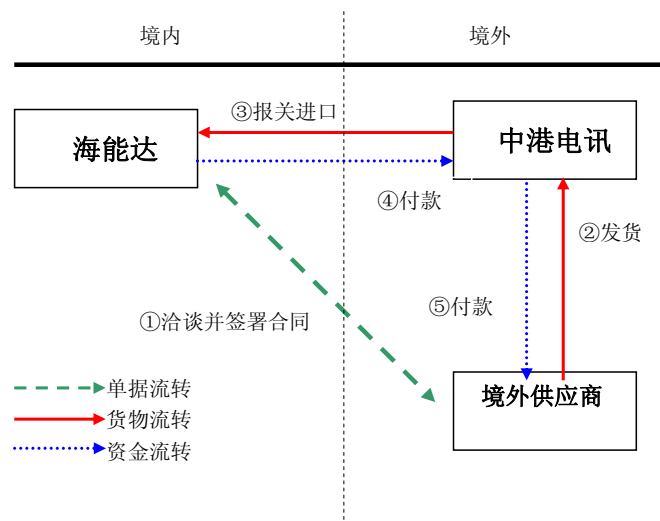 境内
境外
③报关进口
海能达
中港电讯
④付款
②发货
①洽谈并签署合同
⑤付款
单据流转
境外供应商
货物流转
资金流转